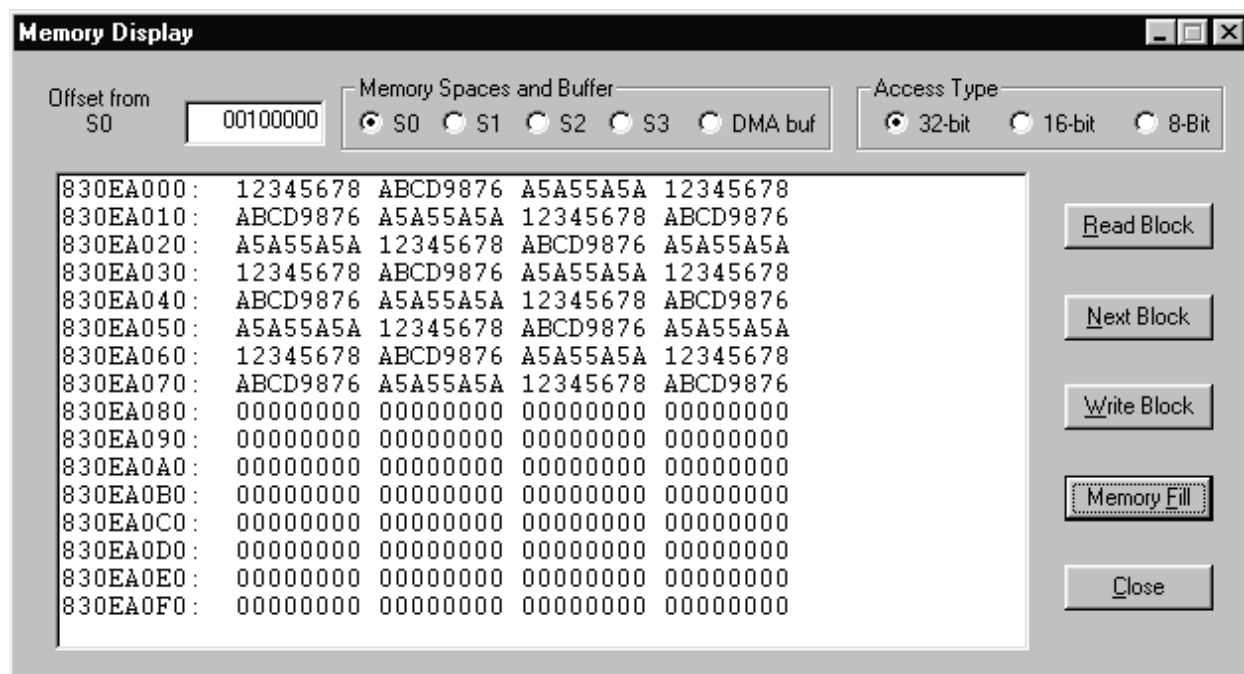 Memory Display
Offset from S0
00100000
Memory Spaces and Buffer
S0 S1 S2 S3 DMA buf
Access Type
32-bit 16-bit 8-Bit
830EA000: 12345678 ABCD9876 A5A55A5A 12345678
830EA010: ABCD9876 A5A55A5A 12345678 ABCD9876
830EA020: A5A55A5A 12345678 ABCD9876 A5A55A5A
830EA030: 12345678 ABCD9876 A5A55A5A 12345678
830EA040: ABCD9876 A5A55A5A 12345678 ABCD9876
830EA050: A5A55A5A 12345678 ABCD9876 A5A55A5A
830EA060: 12345678 ABCD9876 A5A55A5A 12345678
830EA070: ABCD9876 A5A55A5A 12345678 ABCD9876
830EA080: 00000000 00000000 00000000 00000000
830EA090: 00000000 00000000 00000000 00000000
830EA0A0: 00000000 00000000 00000000 00000000
830EA0B0: 00000000 00000000 00000000 00000000
830EA0C0: 00000000 00000000 00000000 00000000
830EA0D0: 00000000 00000000 00000000 00000000
830EA0E0: 00000000 00000000 00000000 00000000
830EA0F0: 00000000 00000000 00000000 00000000
Read Block
Next Block
Write Block
Memory Fill
Close